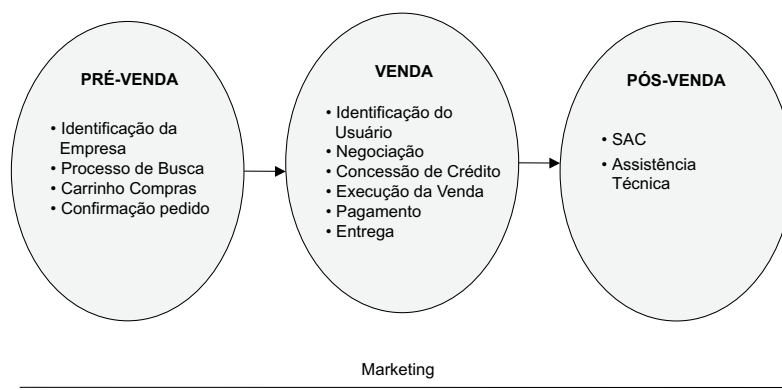 PRÉ-VENDA
• Identificação da
Empresa
• Processo de Busca
• Carrinho Compras
• Confirmação pedido
VENDA
• Identificação do
Usuário
• Negociação
• Concessão de Crédito
• Execução da Venda
• Pagamento
• Entrega
PÓS-VENDA
• SAC
• Assistência
Técnica
Marketing